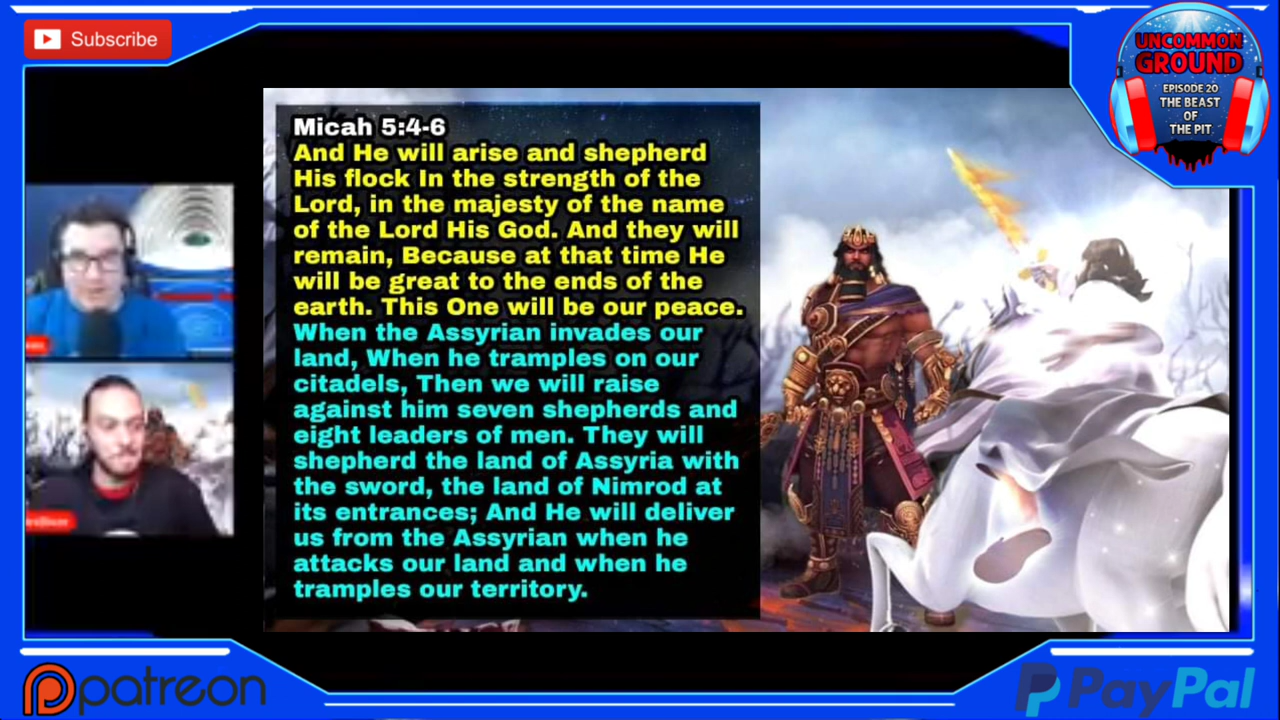 Subscribe
UNCOMMON
GROUND
EPISODE 20
THE BEAST
OF
THE PIT
Micah 5:4-6
And He will arise and shepherd
His flock In the strength of the
Lord, in the majesty of the name
of the Lord His God. And they will
remain, Because at that time He
will be great to the ends of the
earth. This One will be our peace.
When the Assyrian invades our
land, When he tramples on our
citadels, Then we will raise
against him seven shepherds and
eight leaders of men. They will
shepherd the land of Assyria with
the sword, the land of Nimrod at
its entrances; And He will deliver
us from the Assyrian when he
attacks our land and when he
tramples our territory.
patreon
PayPal